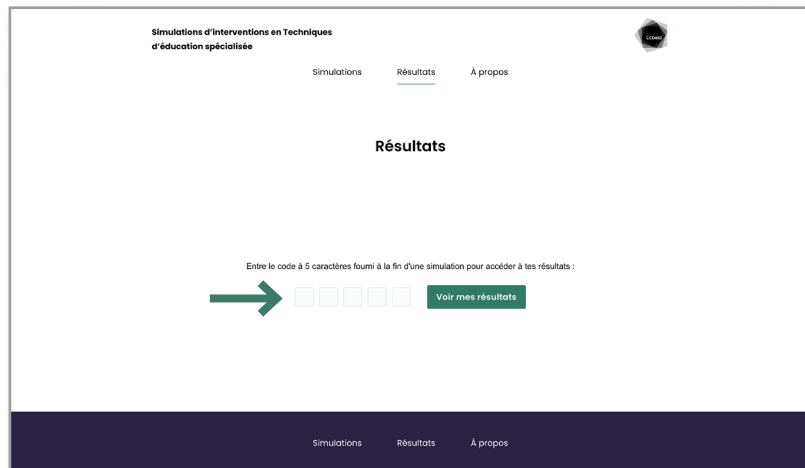 Simulations d'interventions en Techniques
d'éducation spécialisée
CCDMD
Simulations Résultats À propos
Résultats
Entre le code à 5 caractères fourni à la fin d'une simulation pour accéder à tes résultats :
Voir mes résultats
Simulations Résultats À propos